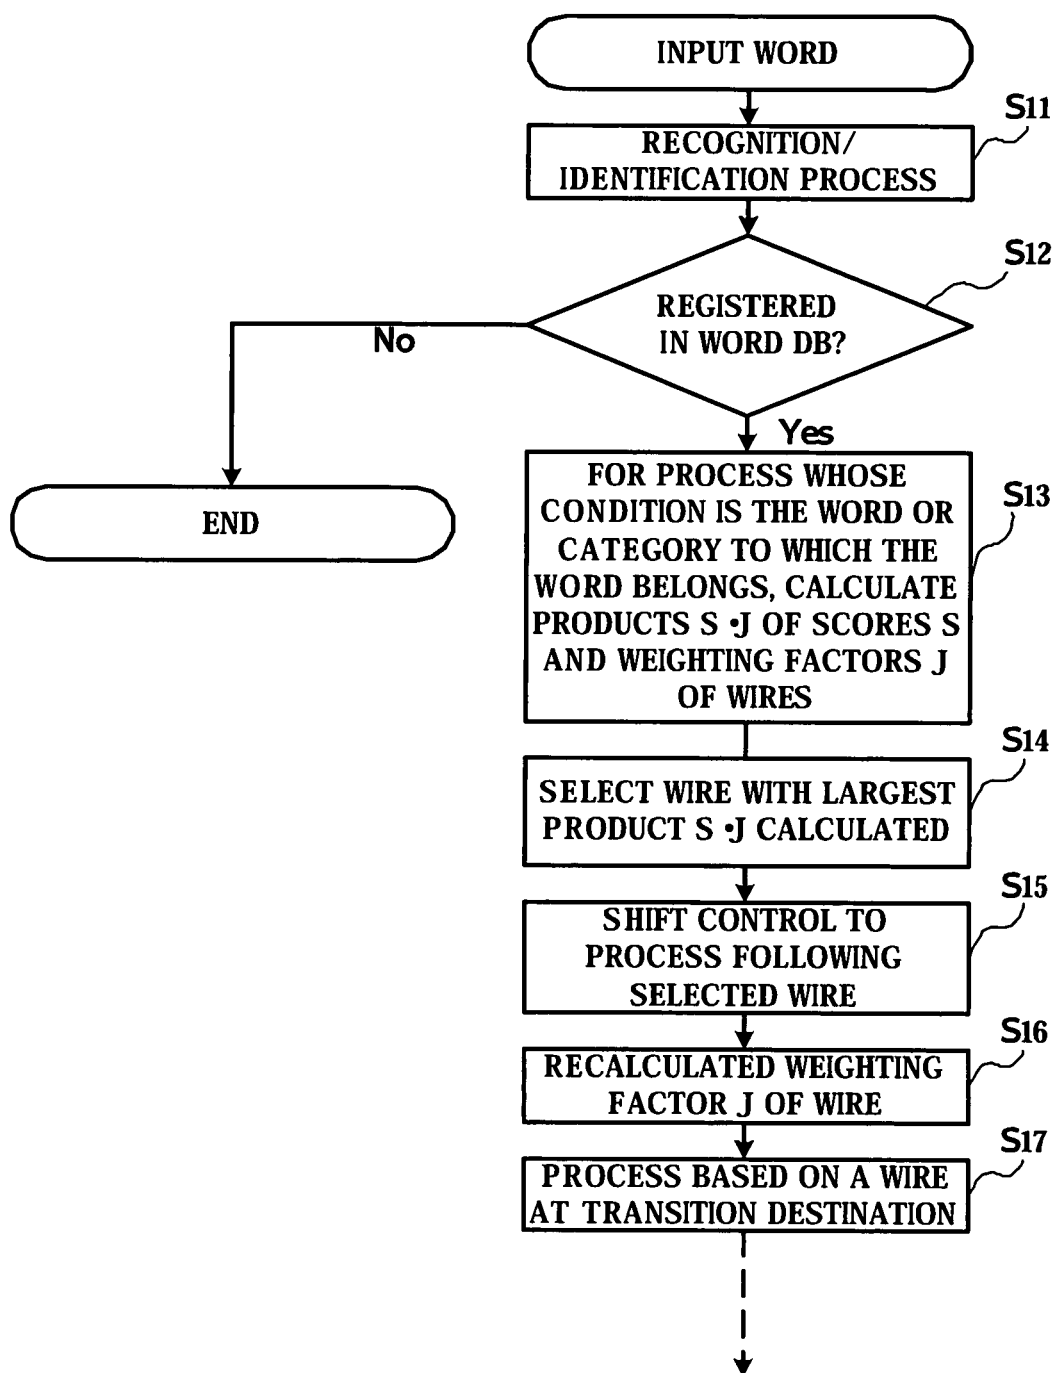 INPUT WORD
S11
RECOGNITION/
IDENTIFICATION PROCESS
S12
REGISTERED
IN WORD DB?
No
Yes
END
S13
FOR PROCESS WHOSE
CONDITION IS THE WORD OR
CATEGORY TO WHICH THE
WORD BELONGS, CALCULATE
PRODUCTS S •J OF SCORES S
AND WEIGHTING FACTORS J
OF WIRES
S14
SELECT WIRE WITH LARGEST
PRODUCT S •J CALCULATED
S15
SHIFT CONTROL TO
PROCESS FOLLOWING
SELECTED WIRE
S16
RECALCULATED WEIGHTING
FACTOR J OF WIRE
S17
PROCESS BASED ON A WIRE
AT TRANSITION DESTINATION